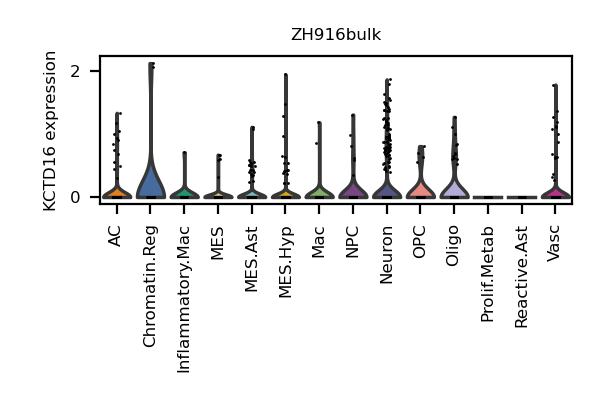 ZH916bulk
KCTD16 expression
2
0
AC
Chromatin.Reg
Inflammatory.Mac
MES
MES.Ast
MES.Hyp
Mac
NPC
Neuron
OPC
Oligo
Prolif.Metab
Reactive.Ast
Vasc